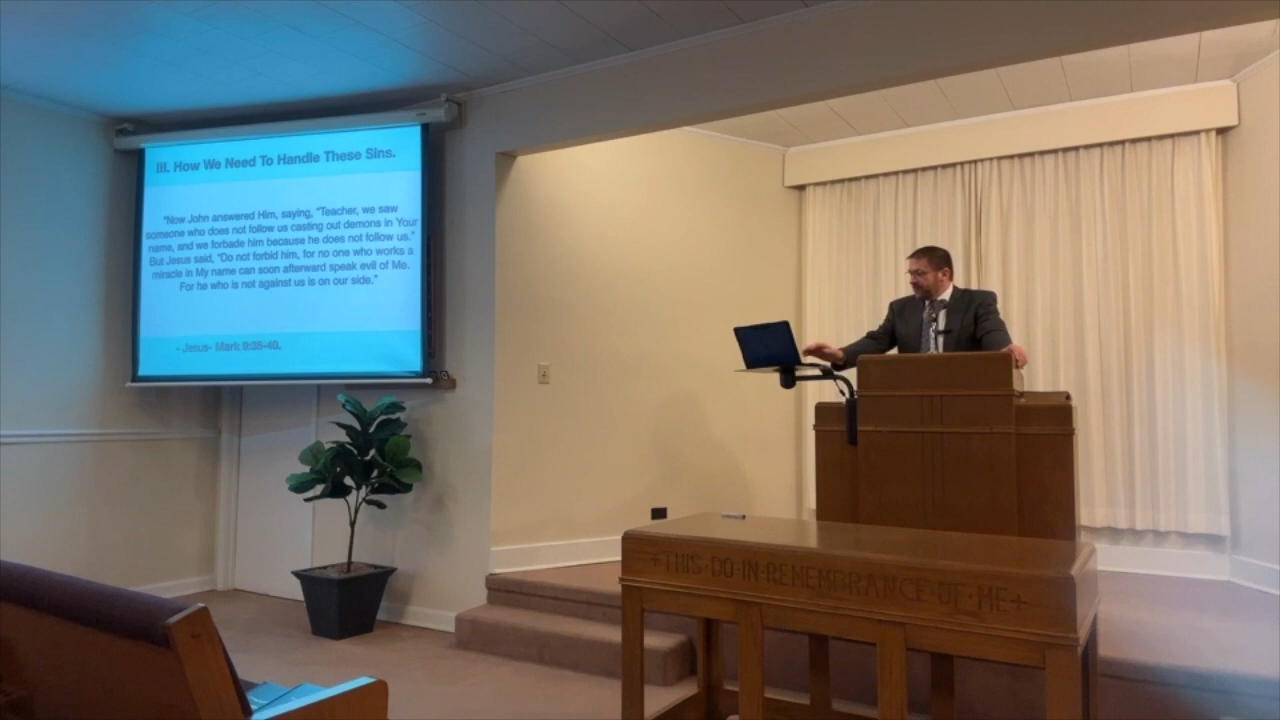 III. How We Need To Handle These Sins.
"Now John answered Him, saying, "Teacher, we saw
someone who does not follow us casting out demons in Your
name, and we forbade him because he does not follow us."
But Jesus said, "Do not forbid him, for no one who works a
miracle in My name can soon afterward speak evil of Me.
For he who is not against us is on our side."
- Jesus- Mark 9:38-40.
+THIS·DO·IN·REMEMBRANCE·OF·ME+